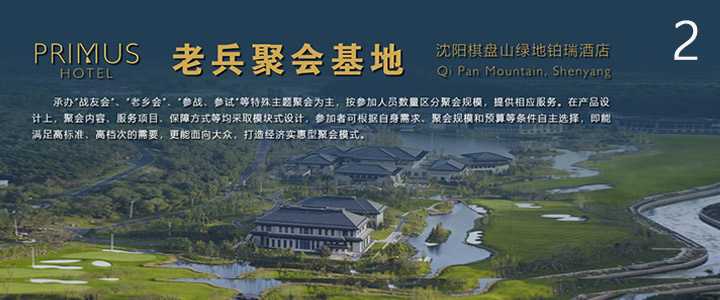 PRIMUS
HOTEL
老兵聚会基地
沈阳棋盘山绿地铂瑞酒店
Qi Pan Mountain, Shenyang
2
承办“战友会”、“老乡会”、“参战、参试”等特殊主题聚会为主，按参加人员数量区分聚会规模，提供相应服务。在产品设
计上，聚会内容、服务项目、保障方式等均采取模块式设计，参加者可根据自身需求、聚会规模和预算等条件自主选择，即能
满足高标准、高档次的需要，更能面向大众，打造经济实惠型聚会模式。